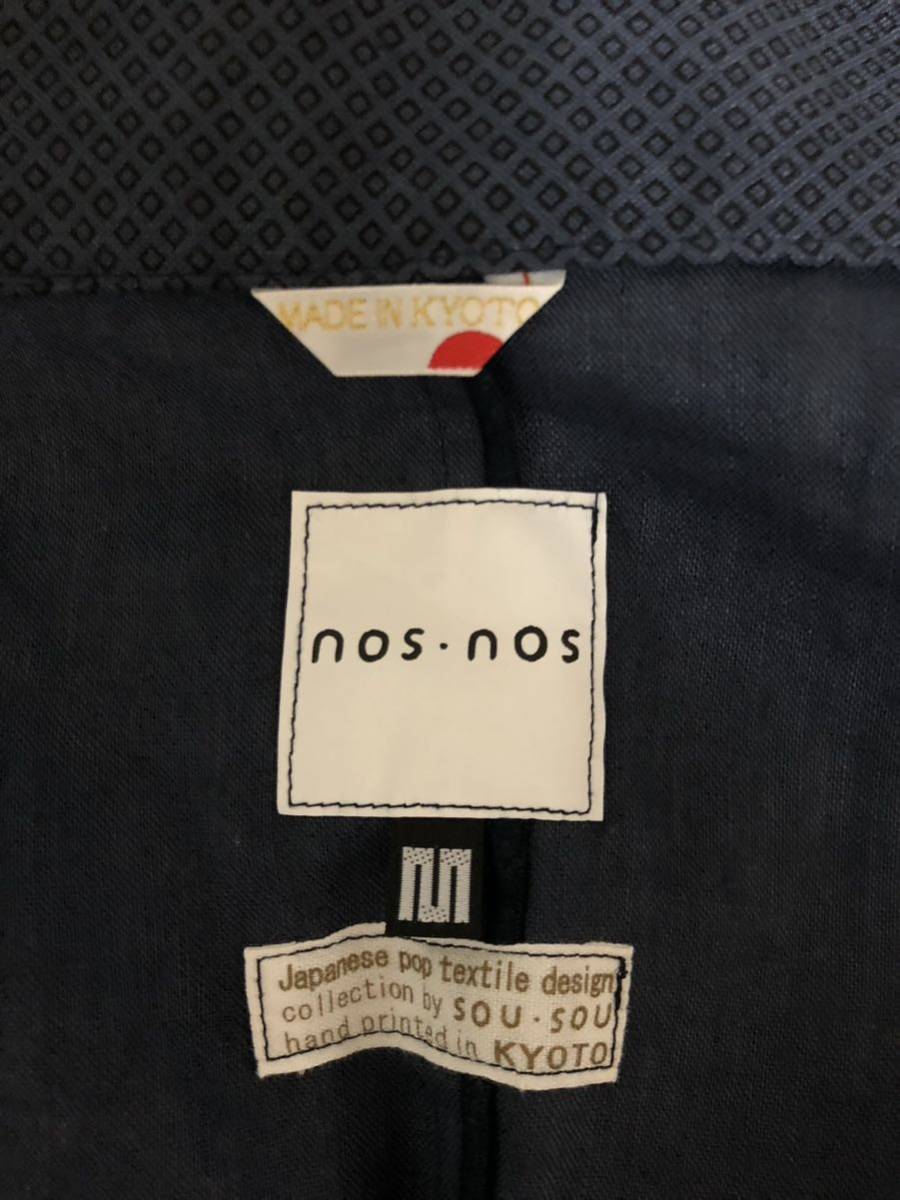 MADE IN KYOTO
nos・nos
M
Japanese pop textile design
collection by SOU・SOU
hand printed in KYOTO